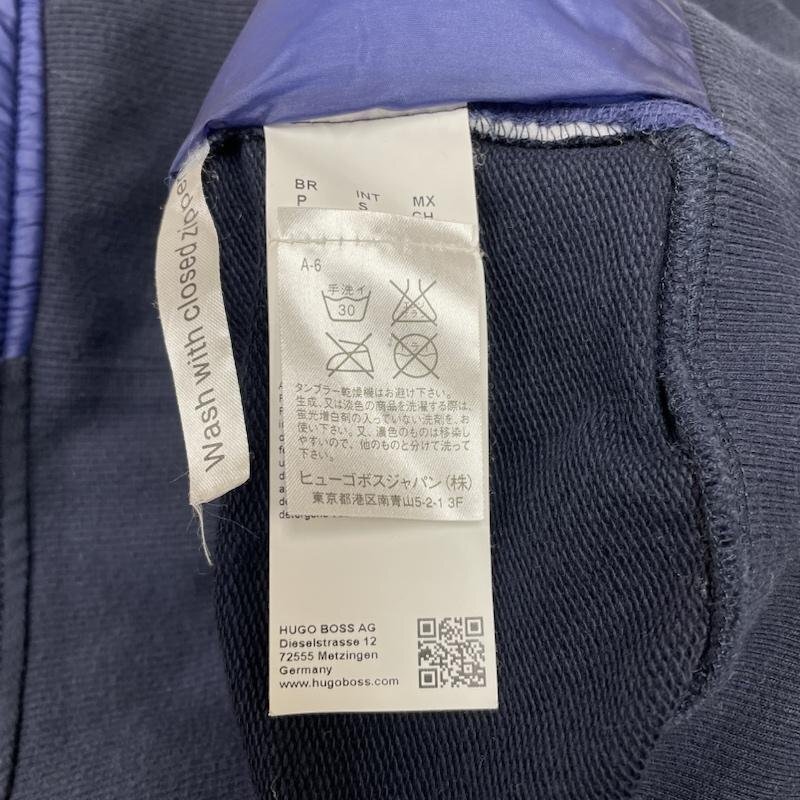 Wash with closed zipper
BR INT MX
P S CH
A-6
手洗イ
30
タンブラー乾燥機はお避け下さい。
生成、又は淡色の商品を洗濯する際は、
蛍光増白剤の入っていない洗剤を、お
使い下さい。又、濃色のものは移染し
やすいので、他のものと分けて洗って
下さい。
ヒューゴボスジャパン(株)
東京都港区南青山5-2-1 3F
HUGO BOSS AG
Dieselstrasse 12
72555 Metzingen
Germany
www.hugoboss.com